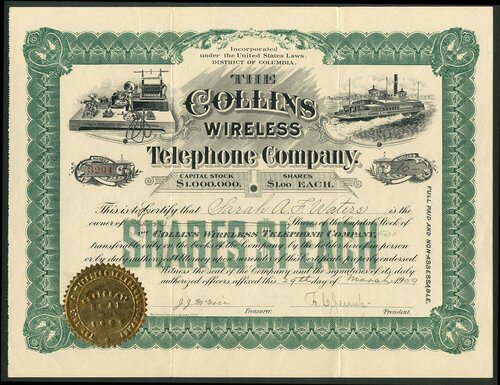 Incorporated
under the United States Laws.
DISTRICT OF COLUMBIA.
THE
COLLINS
WIRELESS
Telephone Company.
3294
CAPITAL STOCK
$1,000,000.
SHARES
$1.00 EACH.
This is to Certify that Sarah A. F. Waters is the
owner of Shares of the Capital Stock of
COLLINS WIRELESS TELEPHONE COMPANY,
transferable only on the books of the Company by the holder hereof in person
or by duly authorized Attorney upon surrender of this Certificate properly endorsed.
Witness the seal of the Company and the signatures of its duty
authorized officers affixed this 29th day of March 1909
Treasurer.
President.
FULL PAID AND NON-ASSESSABLE.